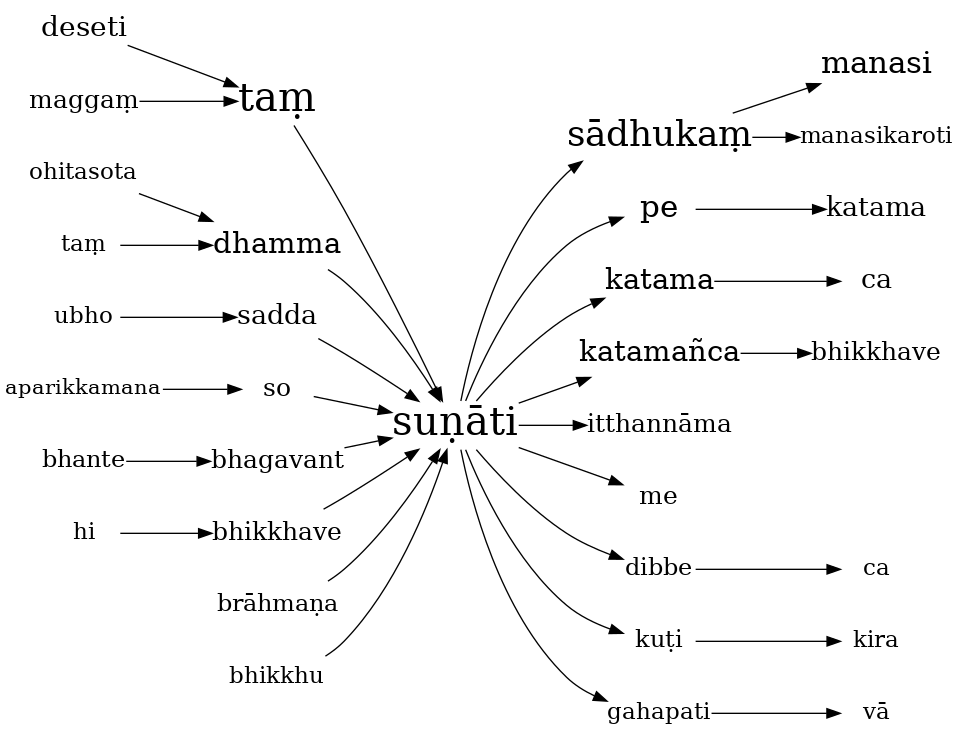 deseti
manasi
maggaṃ
taṃ
sādhukaṃ
manasikaroti
ohitasota
pe
katama
taṃ
dhamma
katama
ca
ubho
sadda
katamañca
bhikkhave
aparikkamana
so
suṇāti
itthannāma
bhante
bhagavant
me
hi
bhikkhave
dibbe
ca
brāhmaṇa
kuṭi
kira
bhikkhu
gahapati
vā